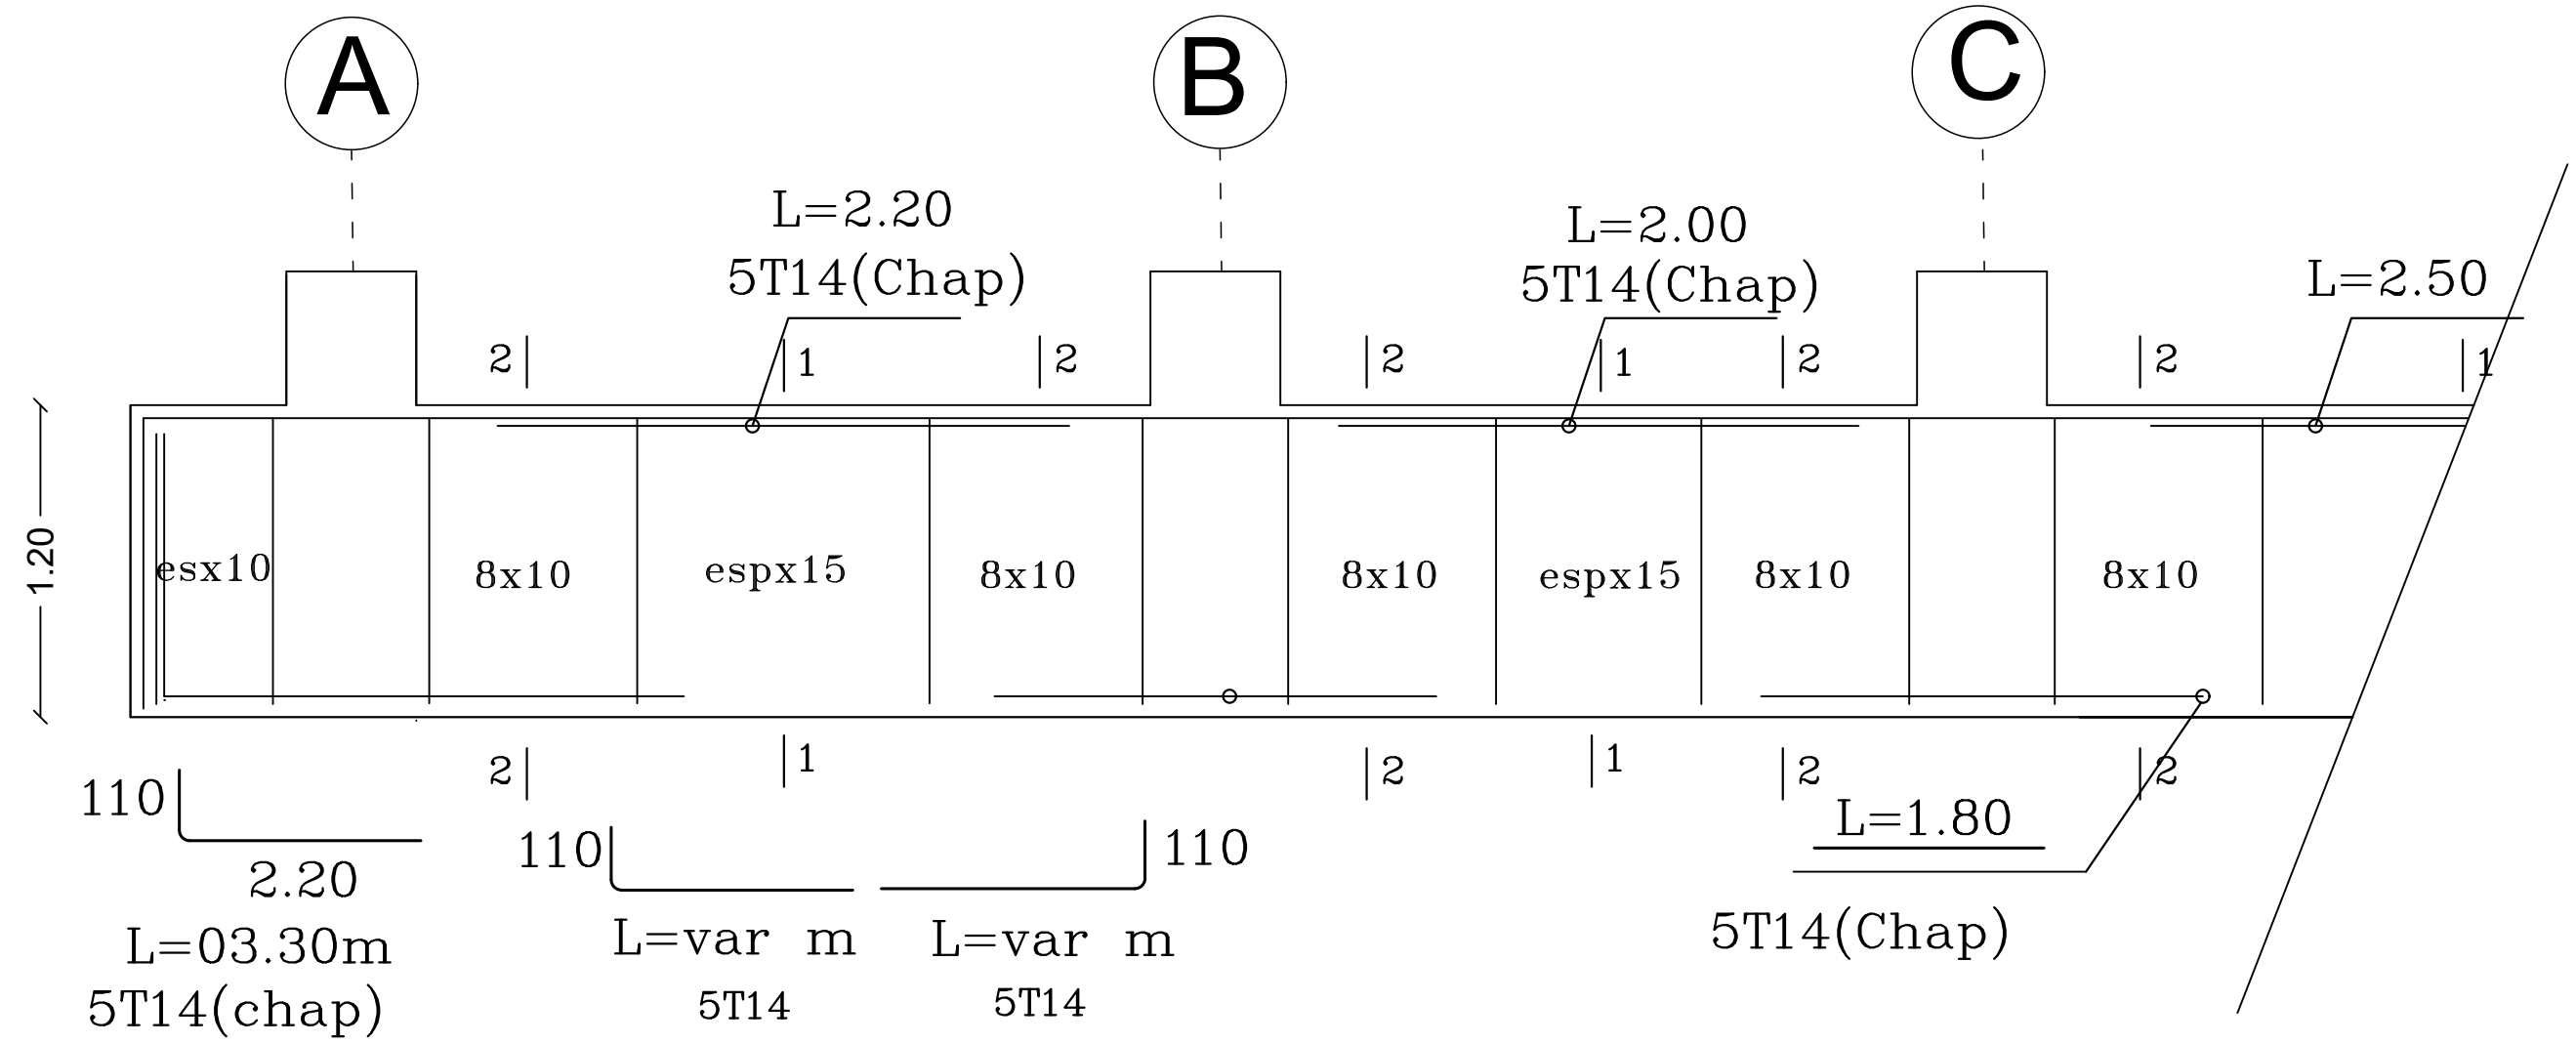 A
B
C
L=2.20
5T14(Chap)
L=2.00
5T14(Chap)
L=2.50
2
1
2
2
1
2
2
1
1.20
esx10
8x10
espx15
8x10
8x10
espx15
8x10
8x10
2
1
2
1
2
2
110
2.20
L=03.30m
5T14(chap)
110
L=var m
5T14
110
L=var m
5T14
L=1.80
5T14(Chap)